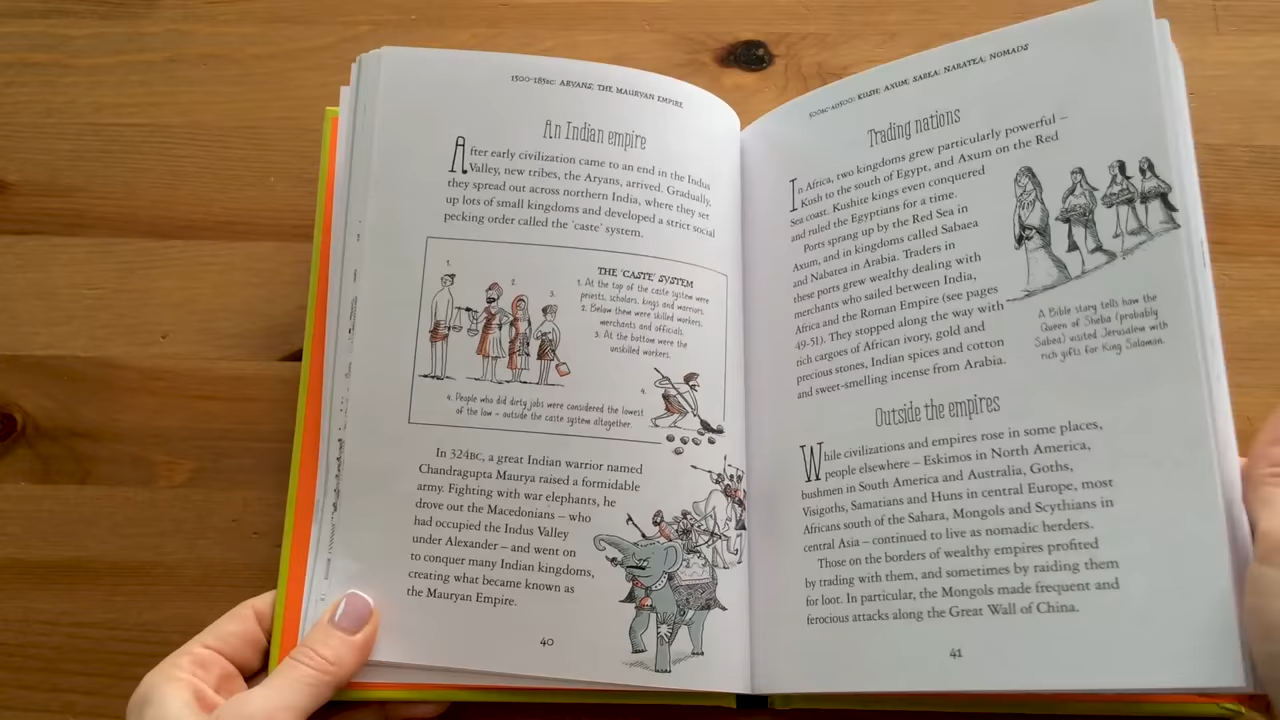 1500-185BC: ARYANS; THE MAURYAN EMPIRE
An Indian empire
After early civilization came to an end in the Indus
Valley, new tribes, the Aryans, arrived. Gradually,
they spread out across northern India, where they set
up lots of small kingdoms and developed a strict social
pecking order called the 'caste' system.
THE 'CASTE' SYSTEM
1.
2.
3.
1. At the top of the caste system were
priests, scholars, kings and warriors.
2. Below them were skilled workers,
merchants and officials.
3. At the bottom were the
unskilled workers.
4.
4. People who did dirty jobs were considered the lowest
of the low – outside the caste system altogether.
In 324BC, a great Indian warrior named
Chandragupta Maurya raised a formidable
army. Fighting with war elephants, he
drove out the Macedonians – who
had occupied the Indus Valley
under Alexander – and went on
to conquer many Indian kingdoms,
creating what became known as
the Mauryan Empire.
40
500BC-AD500: KUSH; AXUM; SABEA; NABATEA; NOMADS
Trading nations
In Africa, two kingdoms grew particularly powerful –
Kush to the south of Egypt, and Axum on the Red
Sea coast. Kushite kings even conquered
and ruled the Egyptians for a time.
Ports sprang up by the Red Sea in
Axum, and in kingdoms called Sabaea
and Nabatea in Arabia. Traders in
these ports grew wealthy dealing with
merchants who sailed between India,
Africa and the Roman Empire (see pages
49-51). They stopped along the way with
rich cargoes of African ivory, gold and
precious stones, Indian spices and cotton
and sweet-smelling incense from Arabia.
A Bible story tells how the
Queen of Sheba (probably
Sabea) visited Jerusalem with
rich gifts for King Solomon.
Outside the empires
While civilizations and empires rose in some places,
people elsewhere – Eskimos in North America,
bushmen in South America and Australia, Goths,
Visigoths, Samatians and Huns in central Europe, most
Africans south of the Sahara, Mongols and Scythians in
central Asia – continued to live as nomadic herders.
Those on the borders of wealthy empires profited
by trading with them, and sometimes by raiding them
for loot. In particular, the Mongols made frequent and
ferocious attacks along the Great Wall of China.
41